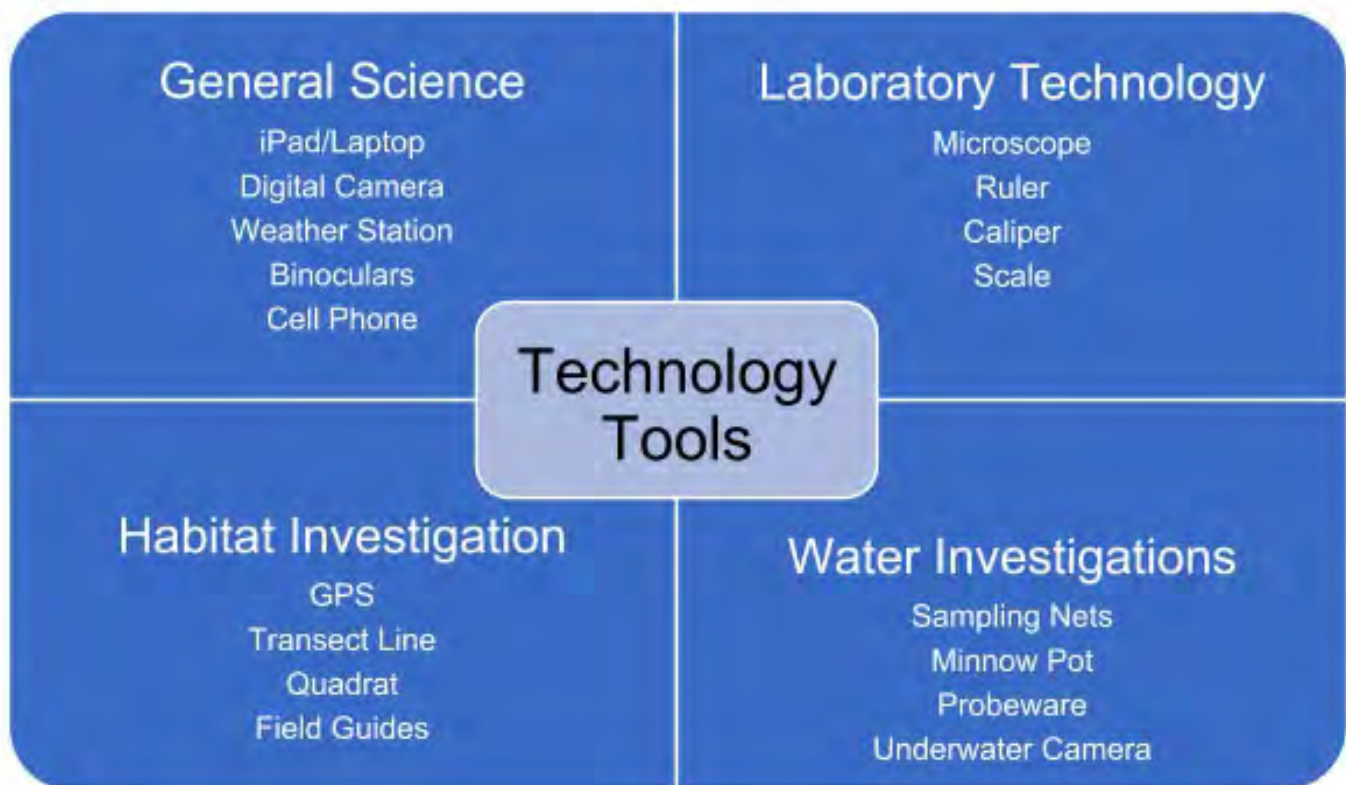 General Science
iPad/Laptop
Digital Camera
Weather Station
Binoculars
Cell Phone
Laboratory Technology
Microscope
Ruler
Caliper
Scale
Technology
Tools
Habitat Investigation
GPS
Transect Line
Quadrat
Field Guides
Water Investigations
Sampling Nets
Minnow Pot
Probeware
Underwater Camera